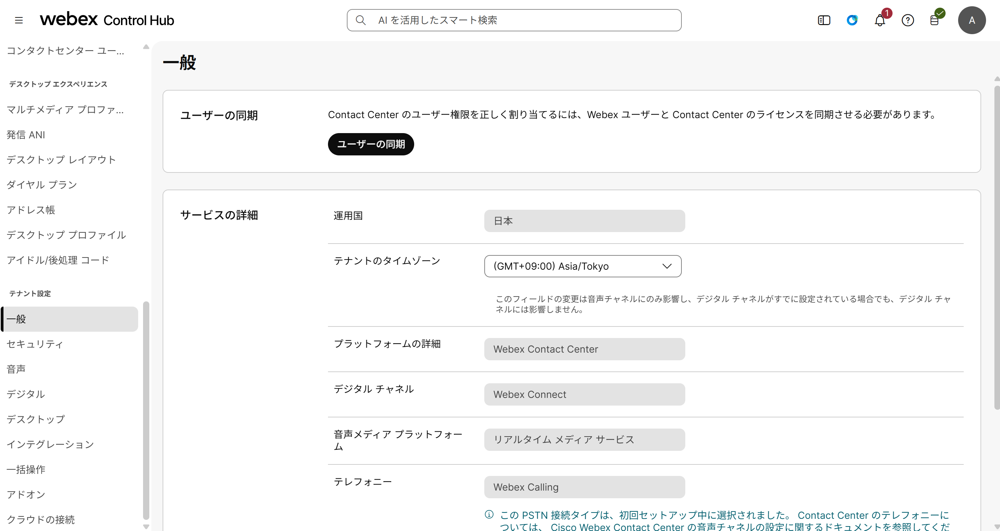 webex Control Hub
AI を活用したスマート検索
1
A
コンタクトセンター ユー...
デスクトップ エクスペリエンス
マルチメディア プロファ...
発信 ANI
デスクトップ レイアウト
ダイヤル プラン
アドレス帳
デスクトップ プロファイル
アイドル/後処理 コード
テナント設定
一般
セキュリティ
音声
デジタル
デスクトップ
インテグレーション
一括操作
アドオン
クラウドの接続
一般
ユーザーの同期
Contact Center のユーザー権限を正しく割り当てるには、Webex ユーザーと Contact Center のライセンスを同期させる必要があります。
ユーザーの同期
サービスの詳細
運用国
日本
テナントのタイムゾーン
(GMT+09:00) Asia/Tokyo
このフィールドの変更は音声チャネルにのみ影響し、デジタル チャネルがすでに設定されている場合でも、デジタル チャ
ネルには影響しません。
プラットフォームの詳細
Webex Contact Center
デジタル チャネル
Webex Connect
音声メディア プラットフォー
ム
リアルタイム メディア サービス
テレフォニー
Webex Calling
この PSTN 接続タイプは、初回セットアップ中に選択されました。 Contact Center のテレフォニーに
ついては、 Cisco Webex Contact Center の音声チャネルの設定に関するドキュメントを参照してくだ